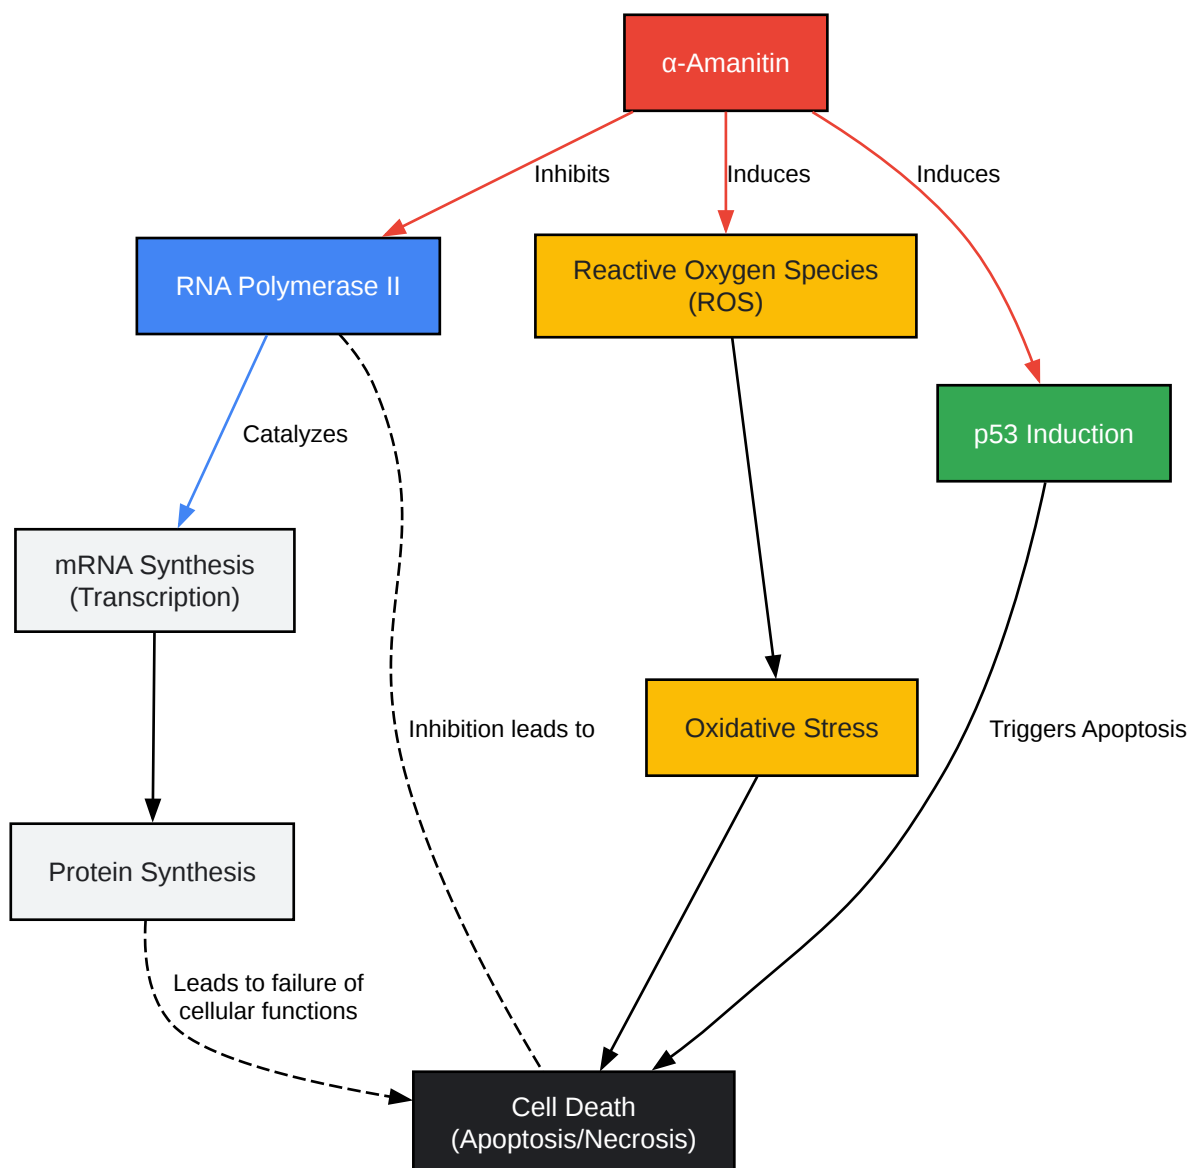 α-Amanitin
Inhibits
Induces
Induces
RNA Polymerase II
Reactive Oxygen Species
(ROS)
p53 Induction
Catalyzes
mRNA Synthesis
(Transcription)
Inhibition leads to
Oxidative Stress
Triggers Apoptosis
Protein Synthesis
Leads to failure of
cellular functions
Cell Death
(Apoptosis/Necrosis)